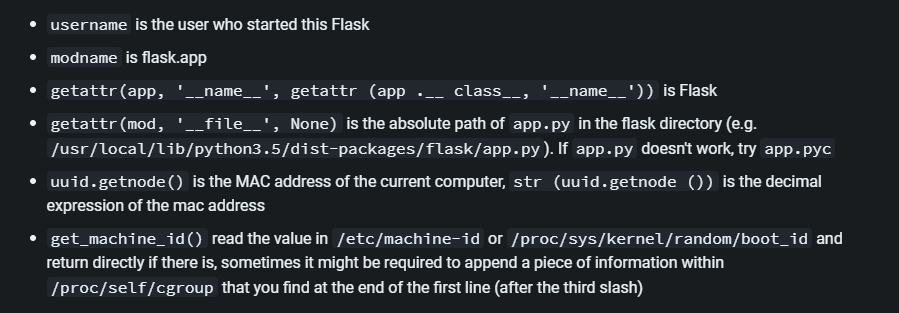 username is the user who started this Flask
modname is flask.app
getattr(app, '__name__', getattr (app .__ class__, '__name__')) is Flask
getattr(mod, '__file__', None) is the absolute path of app.py in the flask directory (e.g.
/usr/local/lib/python3.5/dist-packages/flask/app.py ). If app.py doesn't work, try app.pyc
uuid.getnode() is the MAC address of the current computer, str (uuid.getnode ()) is the decimal
expression of the mac address
get_machine_id() read the value in /etc/machine-id or /proc/sys/kernel/random/boot_id and
return directly if there is, sometimes it might be required to append a piece of information within
/proc/self/cgroup that you find at the end of the first line (after the third slash)